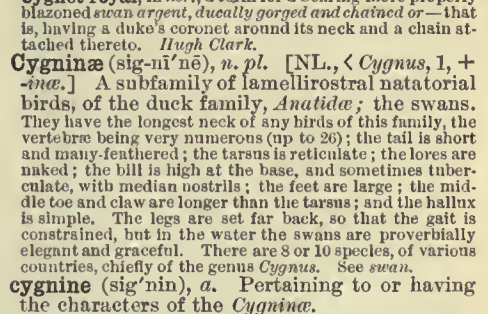 blazoned swan argent, ducally gorged and chained or—that
is, having a duke's coronet around its neck and a chain at-
tached thereto. Hugh Clark.
Cygninæ (sig-nī′nē), n. pl. [NL., < Cygnus, 1, +
-inæ.] A subfamily of lamellirostral natatorial
birds, of the duck family, Anatidæ; the swans.
They have the longest neck of any birds of this family, the
vertebræ being very numerous (up to 26); the tail is short
and many-feathered; the tarsus is reticulate; the lores are
naked; the bill is high at the base, and sometimes tuber-
culate, with median nostrils; the feet are large; the mid-
dle toe and claw are longer than the tarsus; and the hallux
is simple. The legs are set far back, so that the gait is
constrained, but in the water the swans are proverbially
elegant and graceful. There are 8 or 10 species, of various
countries, chiefly of the genus Cygnus. See swan.
cygnine (sig′nin), a. Pertaining to or having
the characters of the Cygninæ.